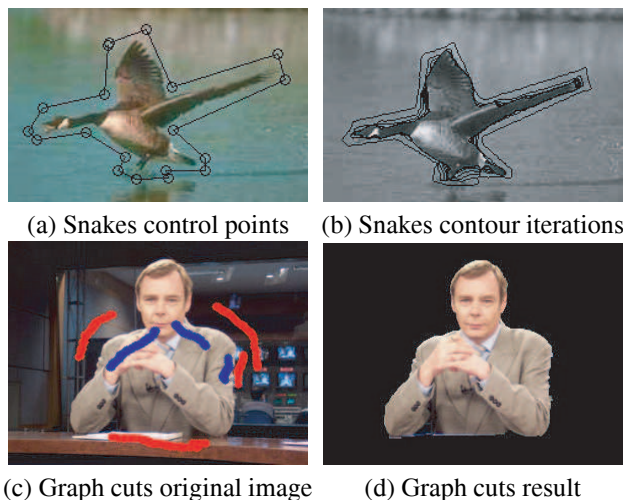 (a) Snakes control points
(b) Snakes contour iterations
(c) Graph cuts original image
(d) Graph cuts result